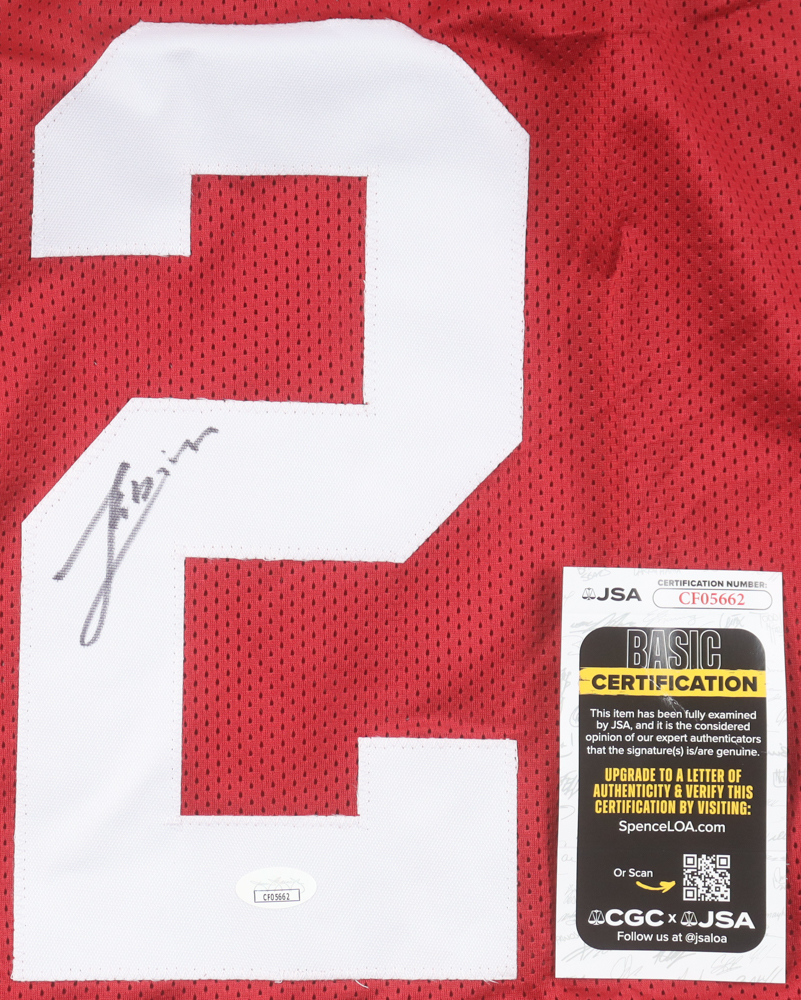 2
JSA
CERTIFICATION NUMBER:
CF05662
BASIC
CERTIFICATION
This item has been fully examined
by JSA, and it is the considered
opinion of our expert authenticators
that the signature(s) is/are genuine.
UPGRADE TO A LETTER OF
AUTHENTICITY & VERIFY THIS
CERTIFICATION BY VISITING:
SpenceLOA.com
Or Scan
CGC x JSA
Follow us at @jsaloa
CF05662